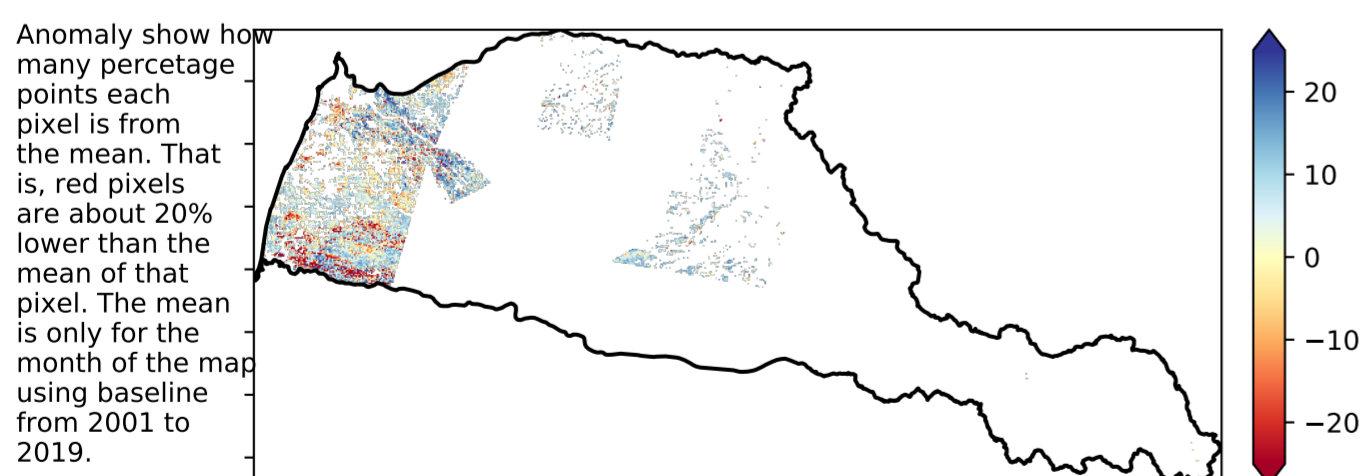 Anomaly show how
many percetage
points each
pixel is from
the mean. That
is, red pixels
are about 20%
lower than the
mean of that
pixel. The mean
is only for the
month of the map
using baseline
from 2001 to
2019.
20
10
0
−10
−20